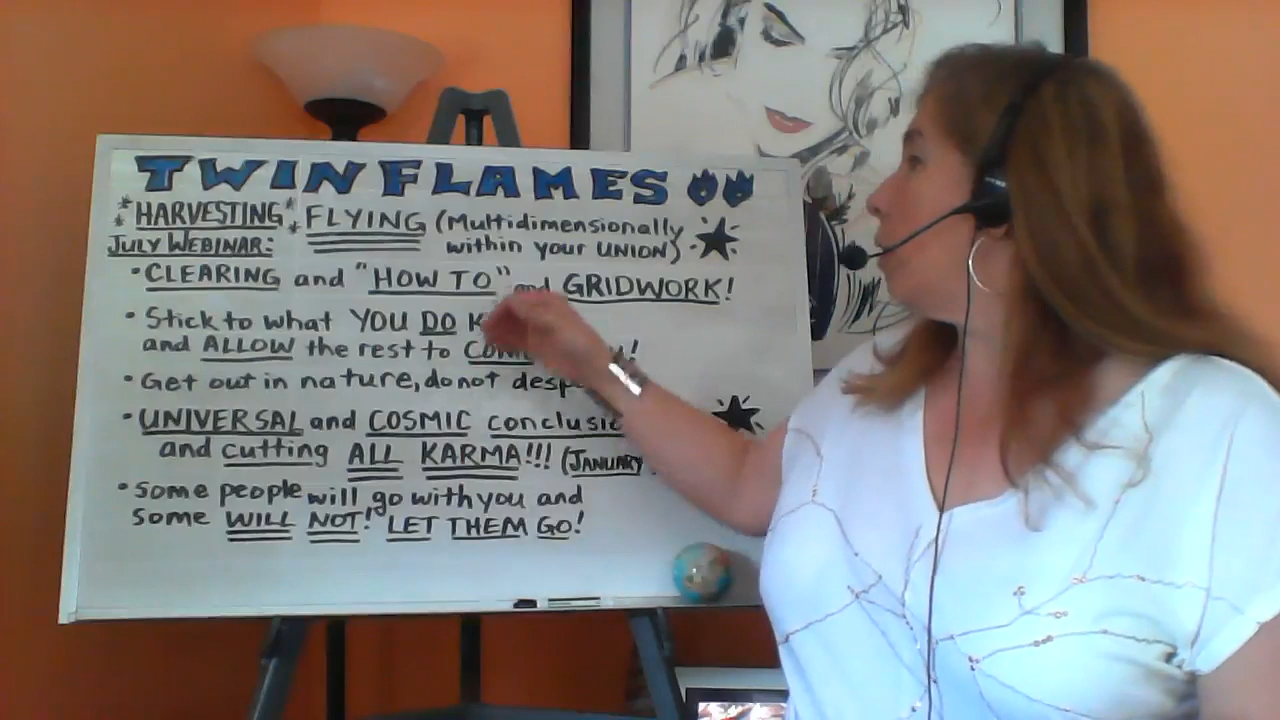 TWIN FLAMES
*HARVESTING* FLYING (Multidimensionally
within your UNION)
JULY WEBINAR:
• CLEARING and "HOW TO" and GRIDWORK!
• Stick to what YOU DO
and ALLOW the rest to
• Get out in nature, do not
• UNIVERSAL and COSMIC
and cutting ALL KARMA!!! (JANUARY
• Some people will go with you and
some WILL NOT! LET THEM GO!